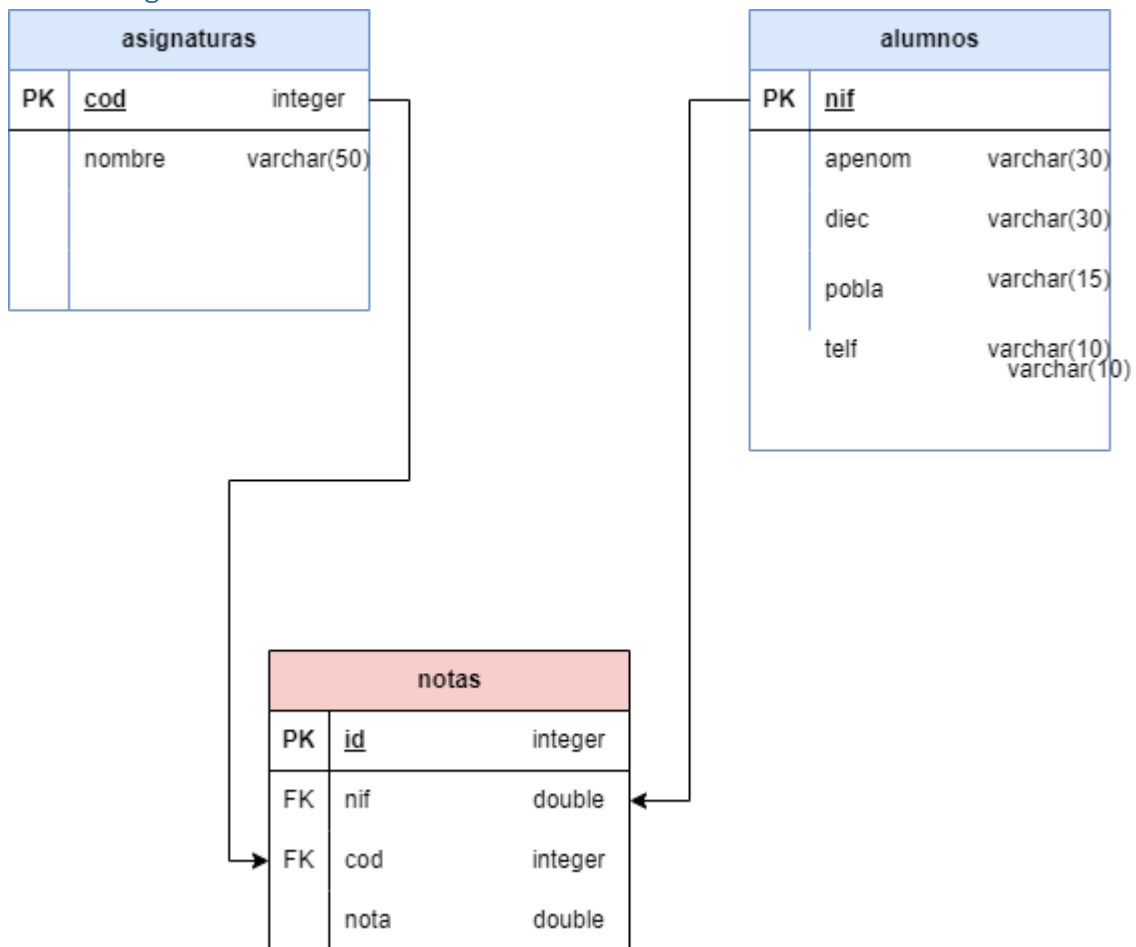 asignaturas
PK cod integer
nombre varchar(50)
alumnos
PK nif
apenom varchar(30)
diec varchar(30)
pobla varchar(15)
telf varchar(10)
varchar(10)
notas
PK id integer
FK nif double
FK cod integer
nota double